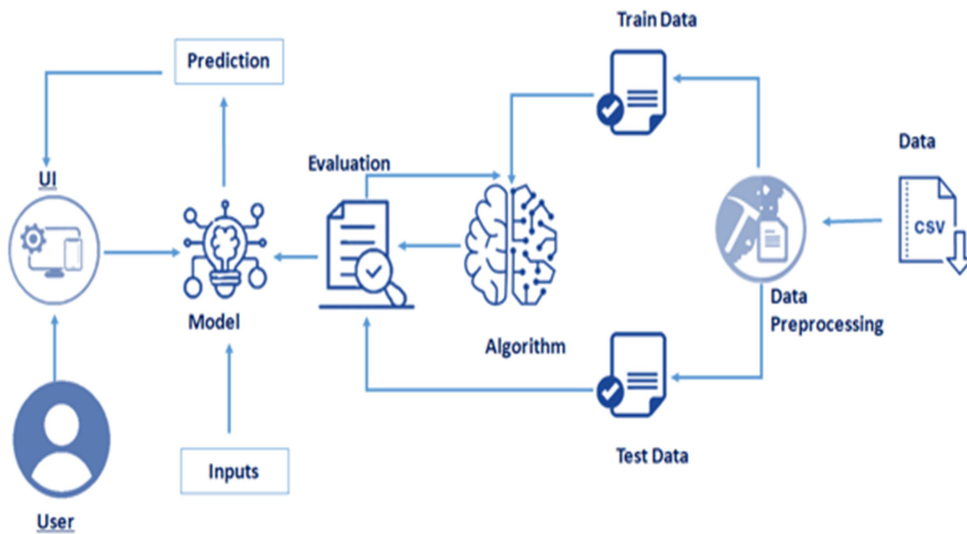 Train Data
Prediction
Data
Evaluation
UI
CSV
Model
Data
Preprocessing
Algorithm
Inputs
Test Data
User